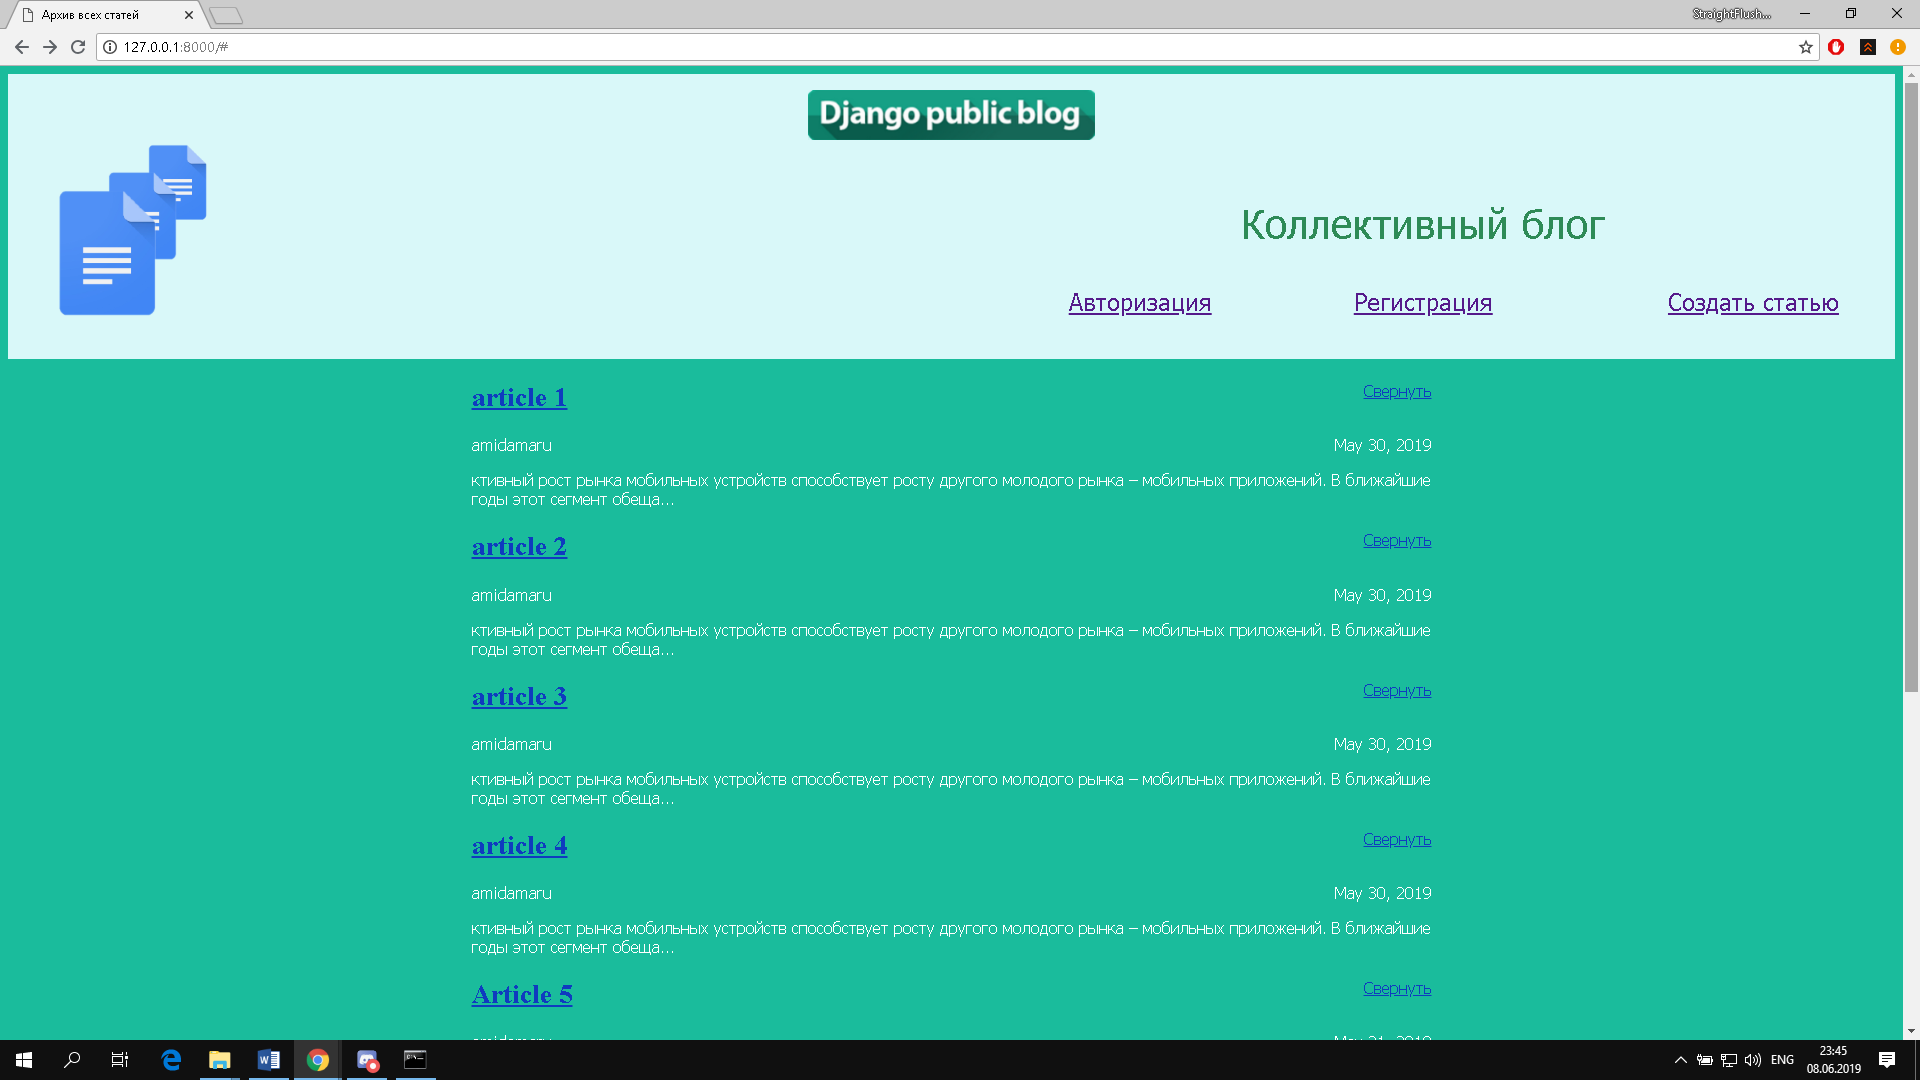 Архив всех статей
StraightFlush...
127.0.0.1:8000/#
Django public blog
Коллективный блог
Авторизация Регистрация Создать статью
article 1 Свернуть
amidamaru May 30, 2019
ктивный рост рынка мобильных устройств способствует росту другого молодого рынка – мобильных приложений. В ближайшие
годы этот сегмент обеща...
article 2 Свернуть
amidamaru May 30, 2019
ктивный рост рынка мобильных устройств способствует росту другого молодого рынка – мобильных приложений. В ближайшие
годы этот сегмент обеща...
article 3 Свернуть
amidamaru May 30, 2019
ктивный рост рынка мобильных устройств способствует росту другого молодого рынка – мобильных приложений. В ближайшие
годы этот сегмент обеща...
article 4 Свернуть
amidamaru May 30, 2019
ктивный рост рынка мобильных устройств способствует росту другого молодого рынка – мобильных приложений. В ближайшие
годы этот сегмент обеща...
Article 5 Свернуть
ENG
23:45
08.06.2019